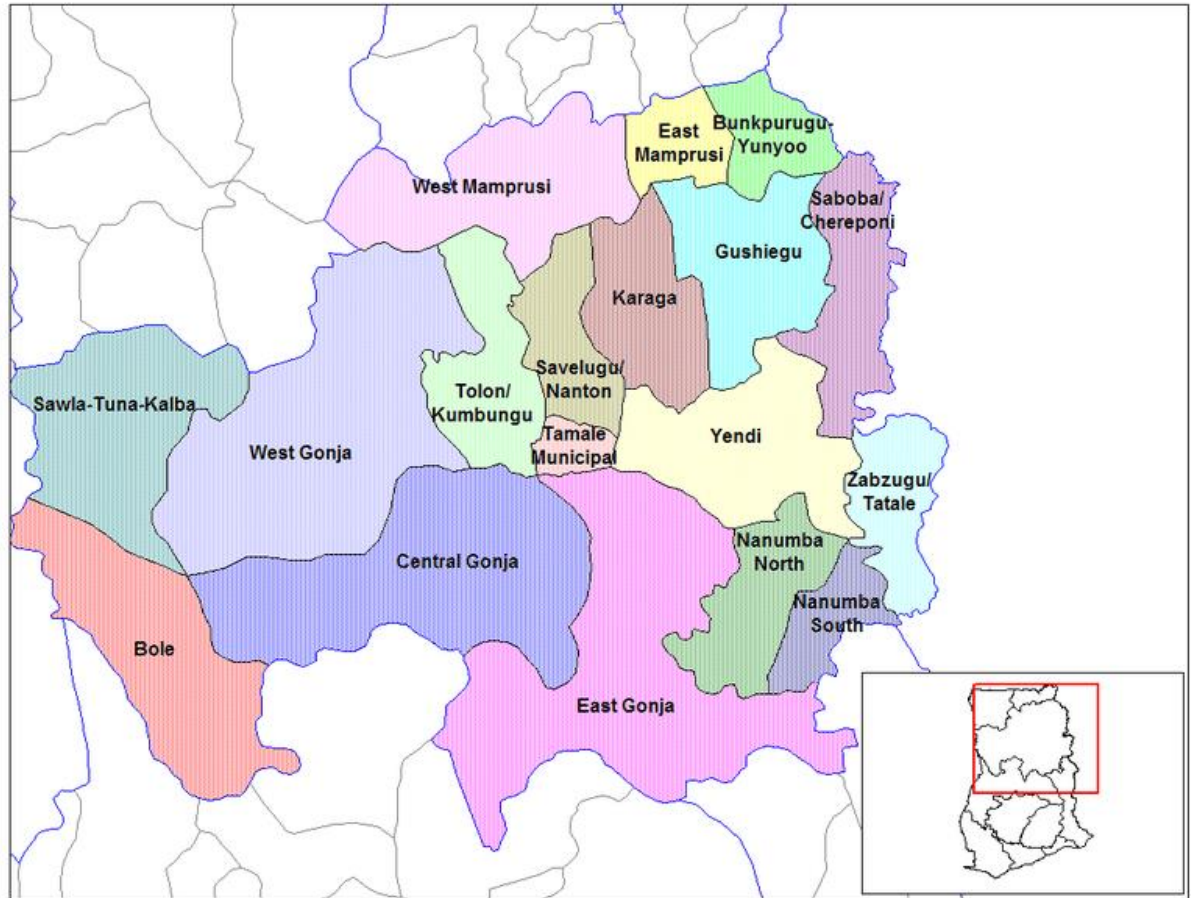 Bunkpurugu-
Yunyoo
East
Mamprusi
West Mamprusi
Saboba/
Chereponi
Gushiegu
Karaga
Savelugu/
Nanton
Tolon/
Kumbungu
Sawla-Tuna-Kalba
West Gonja
Tamale
Municipal
Yendi
Zabzugu/
Tatale
Nanumba
North
Central Gonja
Nanumba
South
Bole
East Gonja